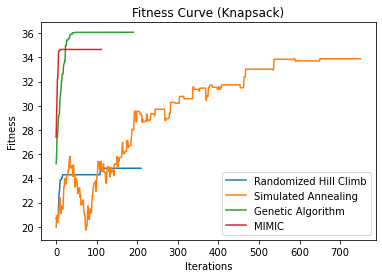 Fitness Curve (Knapsack)
36
34
32
30
28
26
24
22
20
Fitness
0
100
200
300
400
500
600
700
Iterations
Randomized Hill Climb
Simulated Annealing
Genetic Algorithm
MIMIC